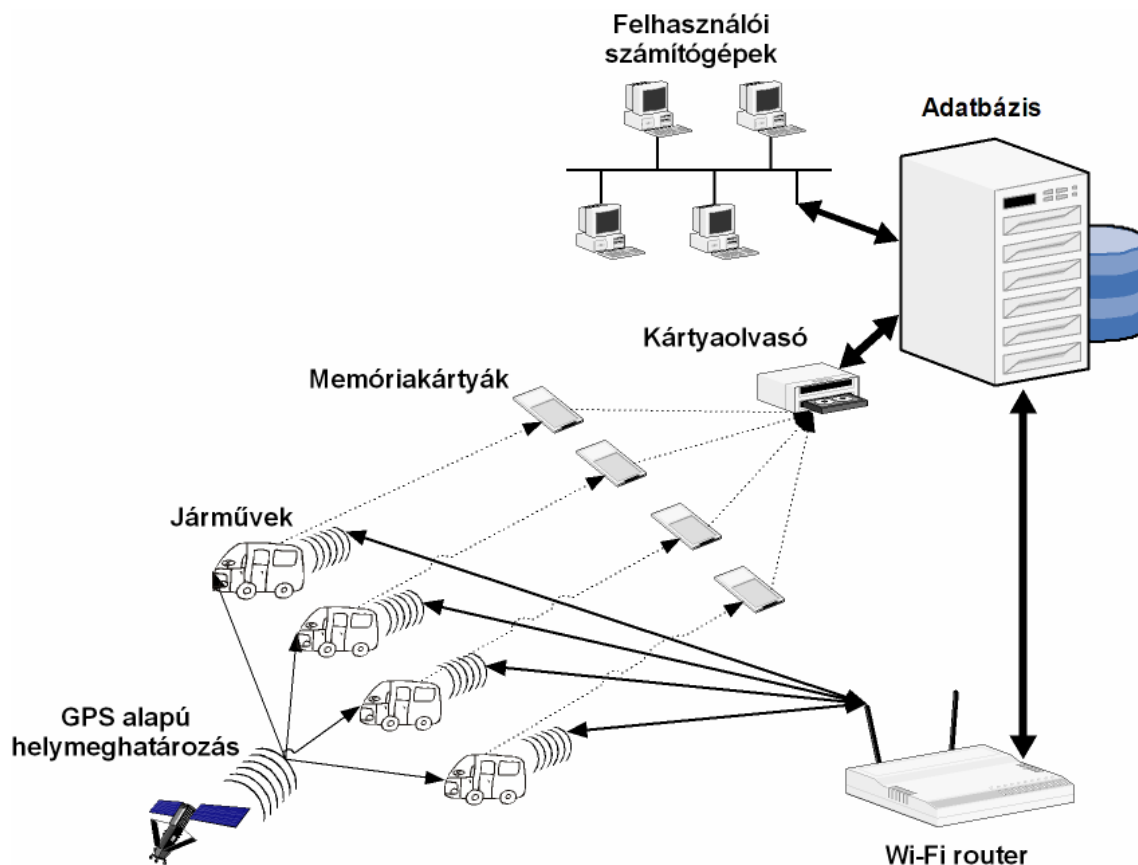 Felhasználói
számítógépek
Adatbázis
Kártyaolvasó
Memóriakártyák
Járművek
GPS alapú
helymeghatározás
Wi-Fi router